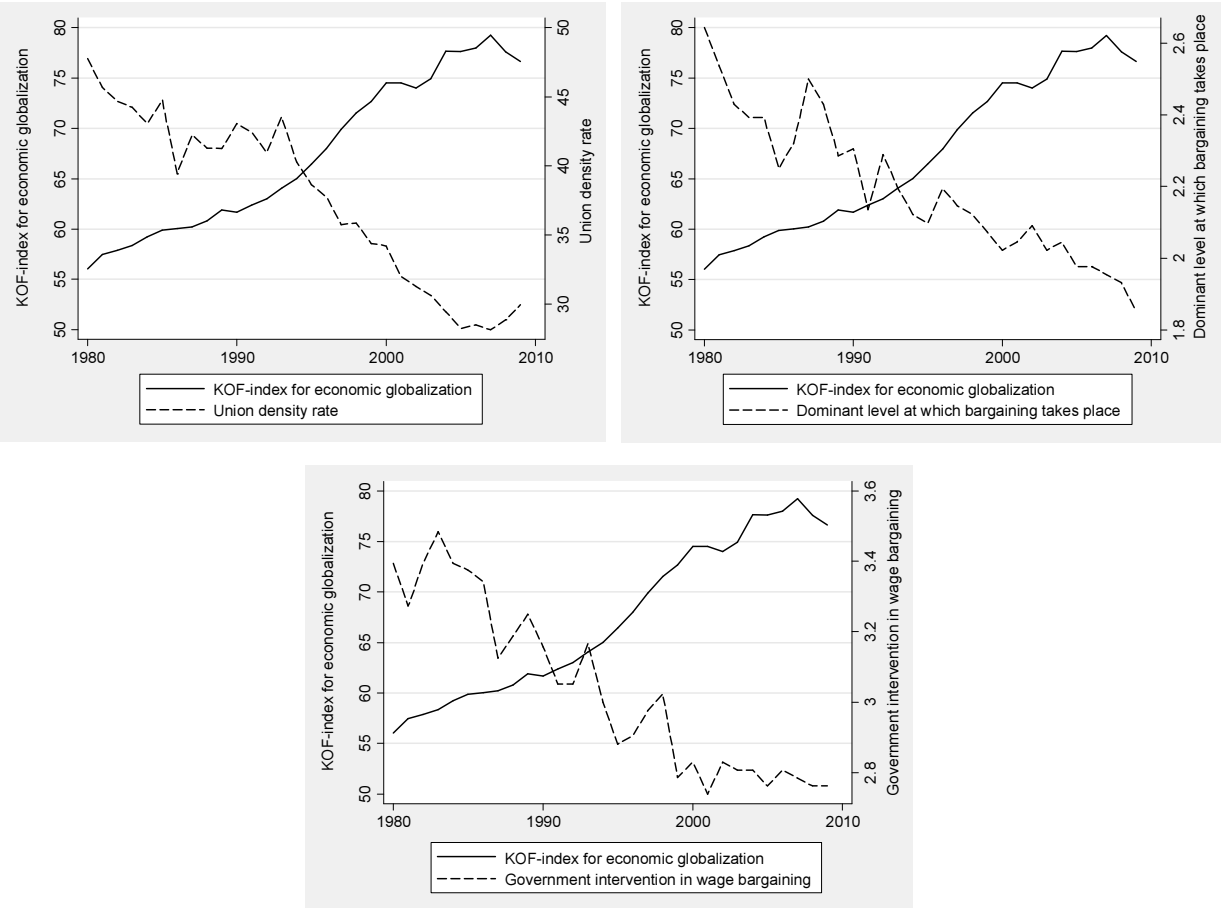 KOF-index for economic globalization
80
75
70
65
60
55
50
50
45
40
35
30
Union density rate
1980 1990 2000 2010
KOF-index for economic globalization
Union density rate
KOF-index for economic globalization
80
75
70
65
60
55
50
2.6
2.4
2.2
2
1.8
Dominant level at which bargaining takes place
1980 1990 2000 2010
KOF-index for economic globalization
Dominant level at which bargaining takes place
KOF-index for economic globalization
80
75
70
65
60
55
50
3.6
3.4
3.2
3
2.8
Government intervention in wage bargaining
1980 1990 2000 2010
KOF-index for economic globalization
Government intervention in wage bargaining